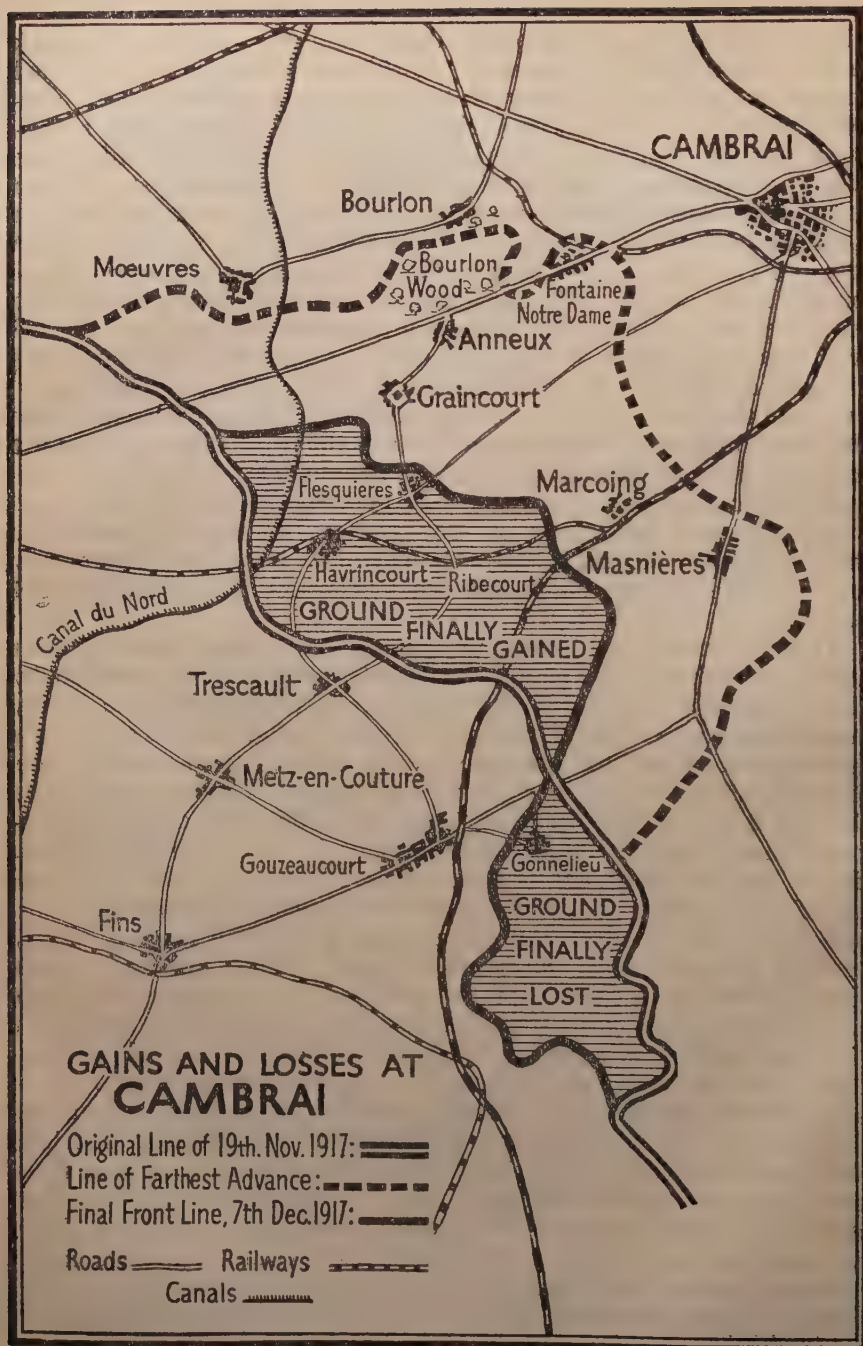 CAMBRAI
Bourlon
Mœuvres
Bourlon
Wood
Fontaine
Notre Dame
Anneux
Graincourt
Flesquieres
Marcoing
Havrincourt
Ribecourt
Masnières
Canal du Nord
GROUND
FINALLY
GAINED
Trescault
Metz-en-Couture
Gouzeaucourt
Gonnelieu
Fins
GROUND
FINALLY
LOST
GAINS AND LOSSES AT
CAMBRAI
Original Line of 19th. Nov. 1917:
Line of Farthest Advance:
Final Front Line, 7th Dec. 1917:
Roads Railways
Canals